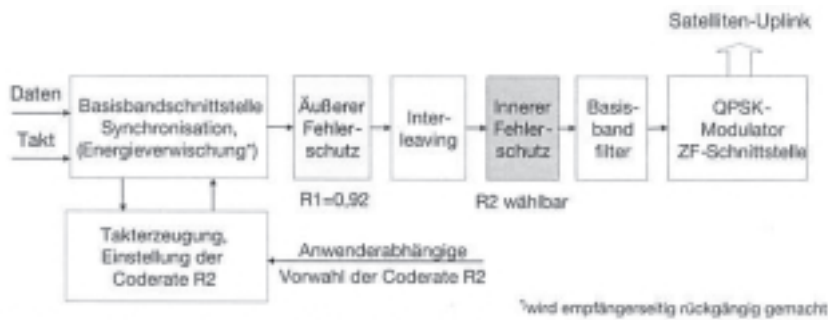 Satelliten-Uplink
Daten
Takt
Basisbandschnittstelle
Synchronisation,
(Energieverwischung*)
Äußerer
Fehler-
schutz
Inter-
leaving
Innerer
Fehler-
schutz
Basis-
band
filter
QPSK-
Modulator
ZF-Schnittstelle
R1=0,92
R2 wählbar
Takterzeugung,
Einstellung der
Coderate R2
Anwenderabhängige
Vorwahl der Coderate R2
*)wird empfängerseitig rückgängig gemacht